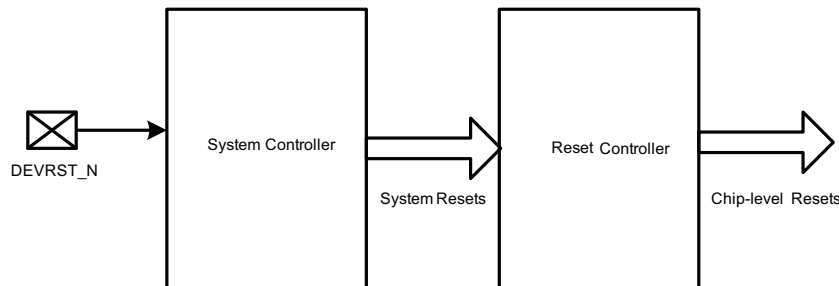 DEVRST_N
System Controller
System Resets
Reset Controller
Chip-level Resets